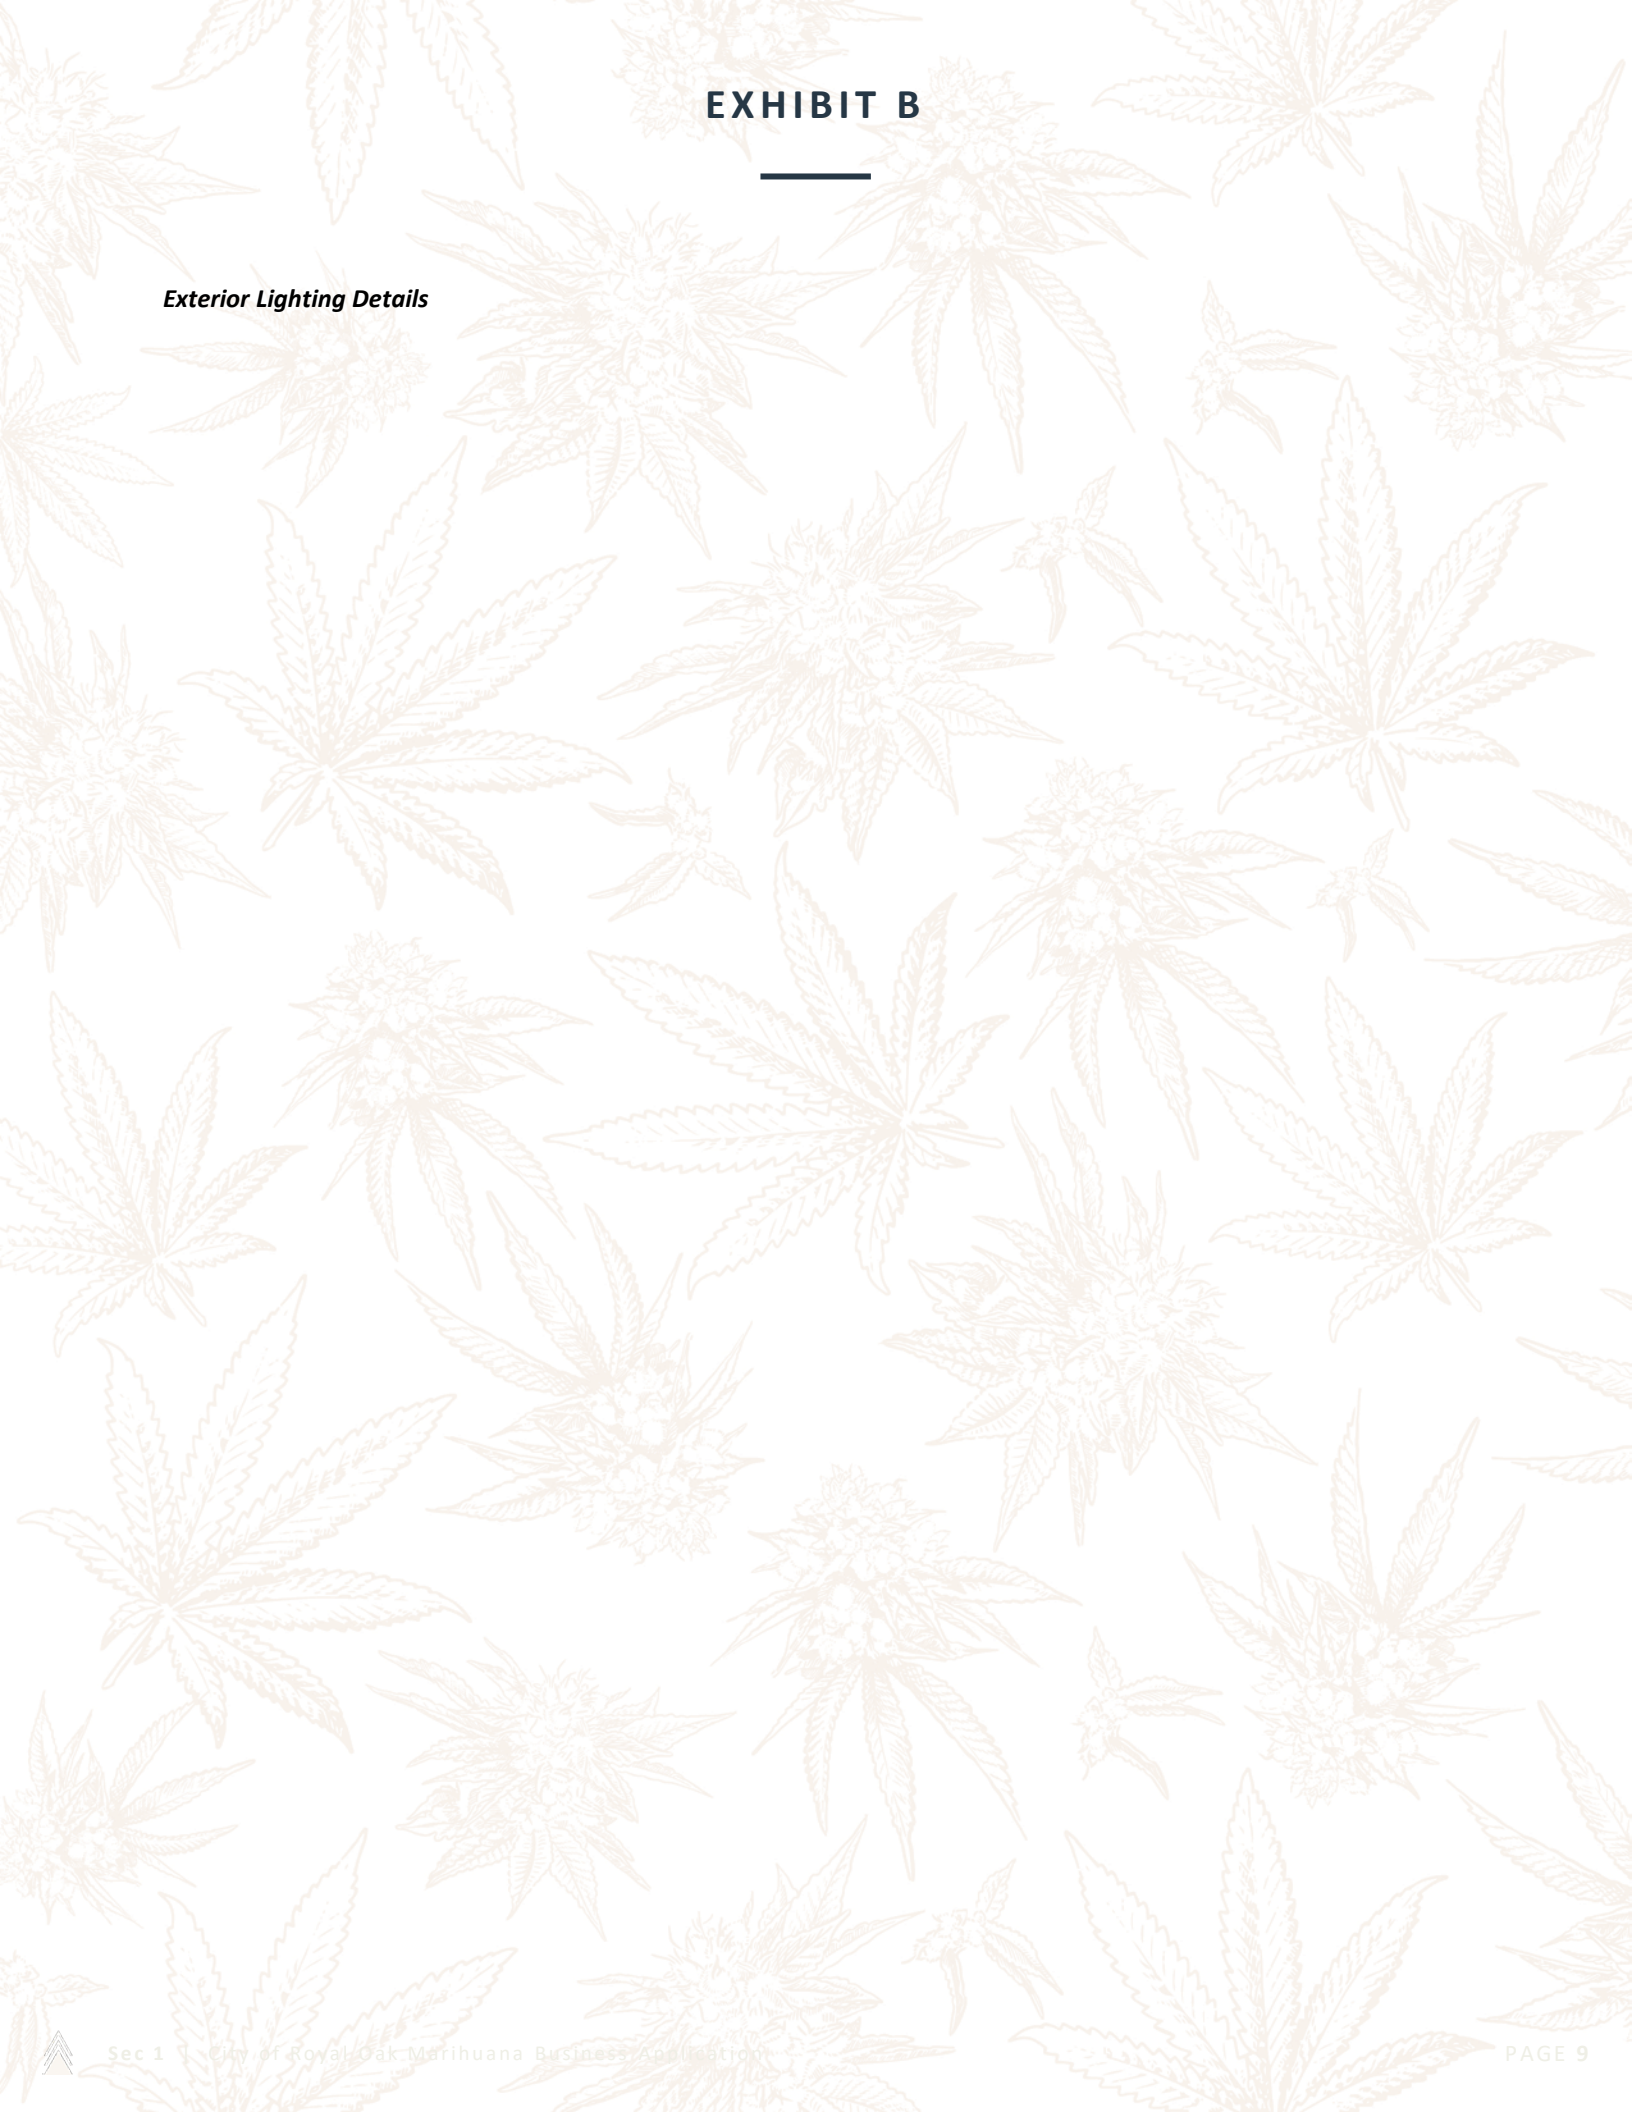 EXHIBIT B
Exterior Lighting Details
Sec 1 | City of Royal Oak Marihuana Business Application
PAGE 9